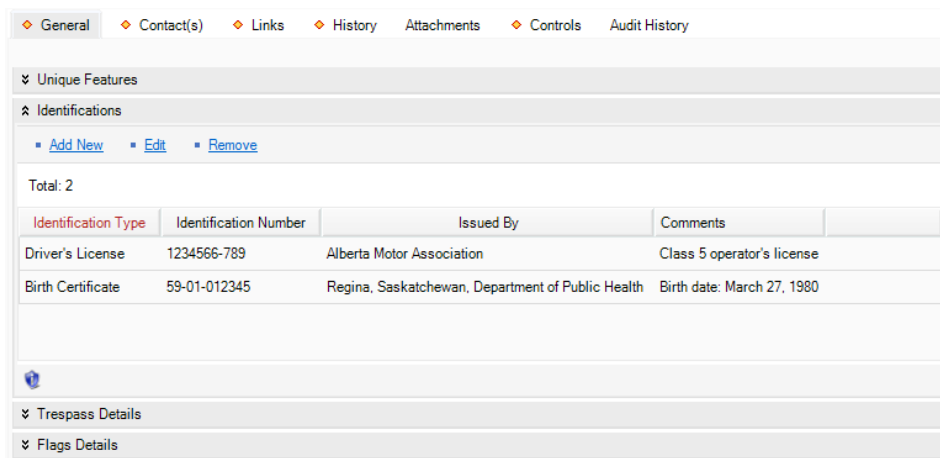 General Contact(s) Links History Attachments Controls Audit History
Unique Features
Identifications
Add New Edit Remove
Total: 2
Identification Type Identification Number Issued By Comments
Driver's License 1234566-789 Alberta Motor Association Class 5 operator's license
Birth Certificate 59-01-012345 Regina, Saskatchewan, Department of Public Health Birth date: March 27, 1980
Trespass Details
Flags Details